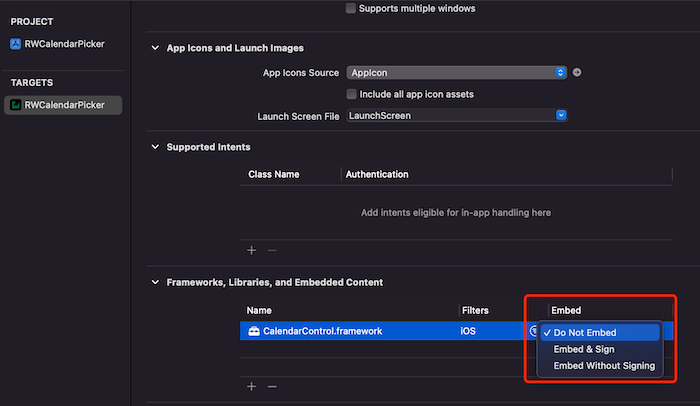 Supports multiple windows
PROJECT
RWCalendarPicker
App Icons and Launch Images
App Icons Source AppIcon
TARGETS
RWCalendarPicker
Include all app icon assets
Launch Screen File LaunchScreen
Supported Intents
Class Name Authentication
Add intents eligible for in-app handling here
Frameworks, Libraries, and Embedded Content
Name Filters Embed
CalendarControl.framework iOS Do Not Embed
Embed & Sign
Embed Without Signing